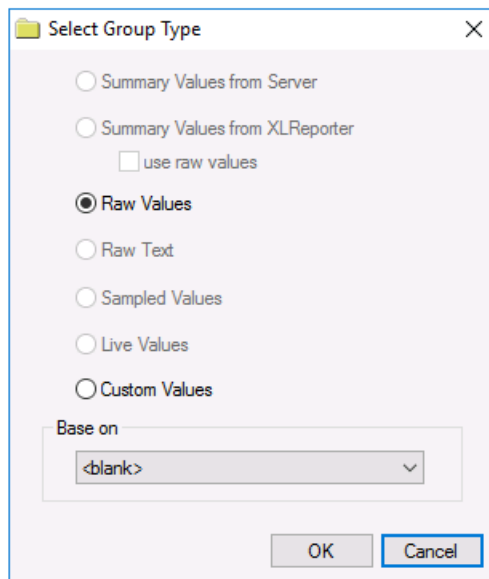 Select Group Type
Summary Values from Server
Summary Values from XLReporter
use raw values
Raw Values
Raw Text
Sampled Values
Live Values
Custom Values
Base on
<blank>
OK Cancel